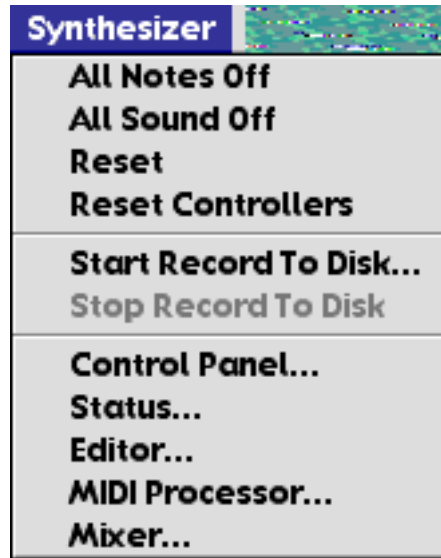 Synthesizer
All Notes Off
All Sound Off
Reset
Reset Controllers
Start Record To Disk...
Stop Record To Disk
Control Panel...
Status...
Editor...
MIDI Processor...
Mixer...